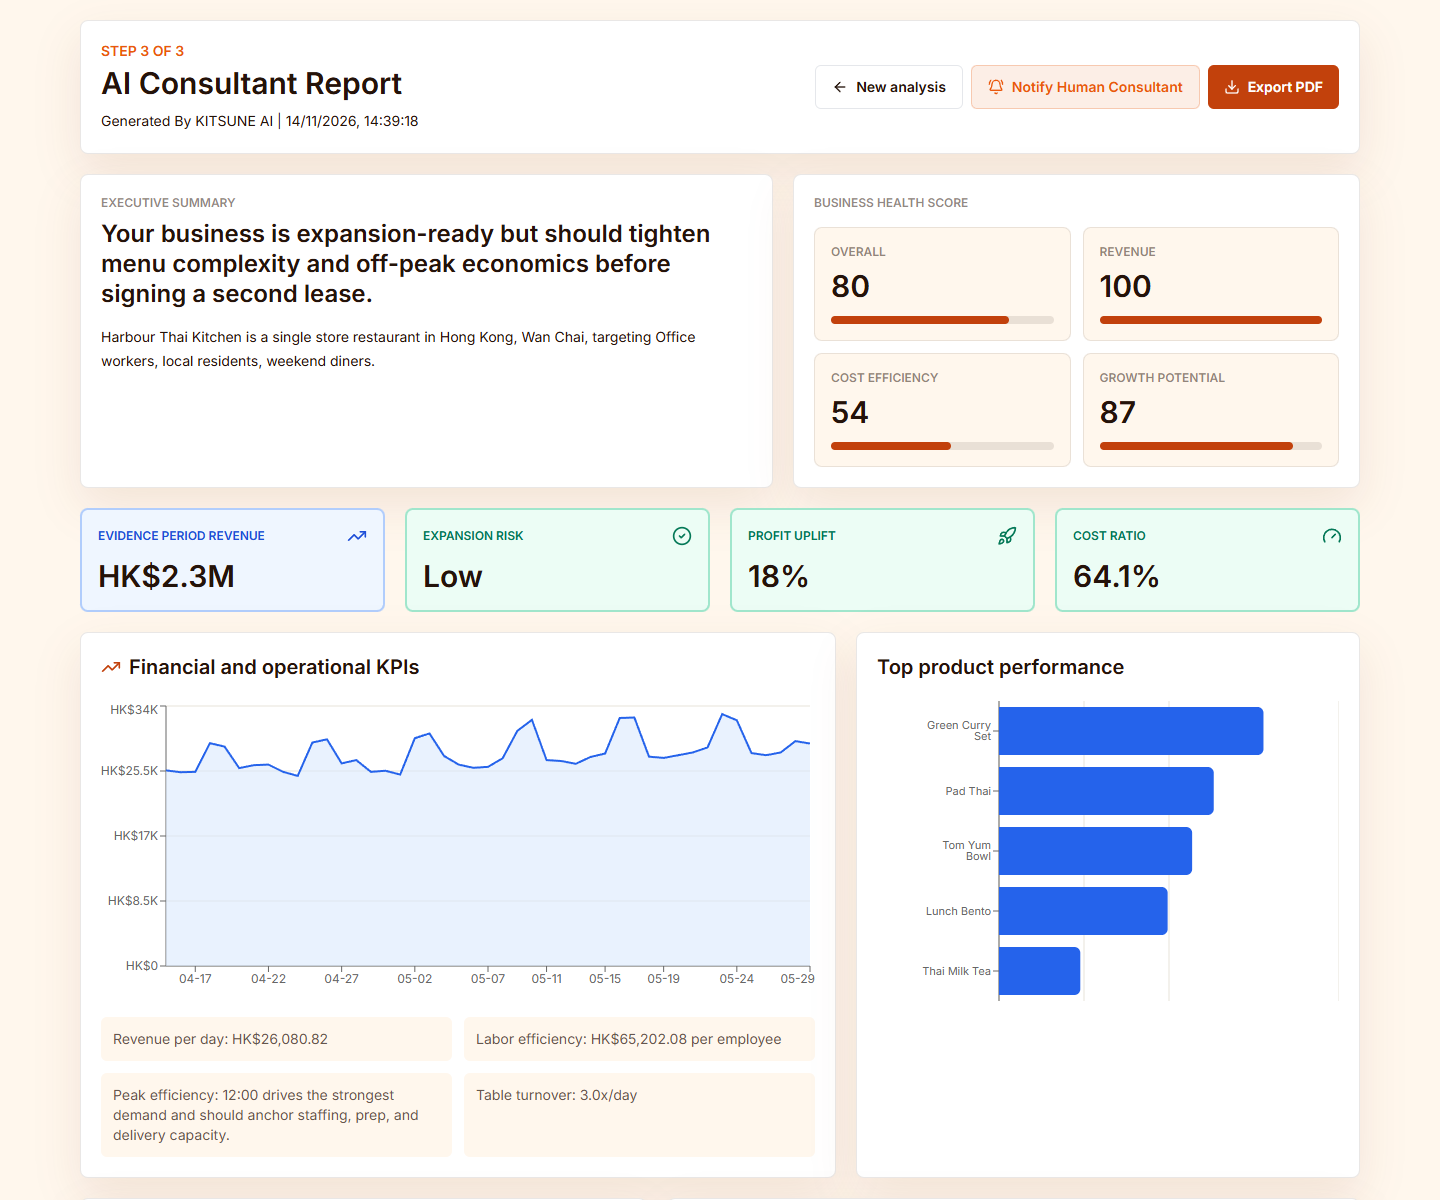 STEP 3 OF 3
AI Consultant Report
Generated By KITSUNE AI | 14/11/2026, 14:39:18
New analysis
Notify Human Consultant
Export PDF
EXECUTIVE SUMMARY
Your business is expansion-ready but should tighten
menu complexity and off-peak economics before
signing a second lease.
Harbour Thai Kitchen is a single store restaurant in Hong Kong, Wan Chai, targeting Office
workers, local residents, weekend diners.
BUSINESS HEALTH SCORE
OVERALL
80
REVENUE
100
COST EFFICIENCY
54
GROWTH POTENTIAL
87
EVIDENCE PERIOD REVENUE
HK$2.3M
EXPANSION RISK
Low
PROFIT UPLIFT
18%
COST RATIO
64.1%
Financial and operational KPIs
HK$34K
HK$25.5K
HK$17K
HK$8.5K
HK$0
04-17 04-22 04-27 05-02 05-07 05-11 05-15 05-19 05-24 05-29
Revenue per day: HK$26,080.82
Labor efficiency: HK$65,202.08 per employee
Peak efficiency: 12:00 drives the strongest
demand and should anchor staffing, prep, and
delivery capacity.
Table turnover: 3.0x/day
Top product performance
Green Curry
Set
Pad Thai
Tom Yum
Bowl
Lunch Bento
Thai Milk Tea